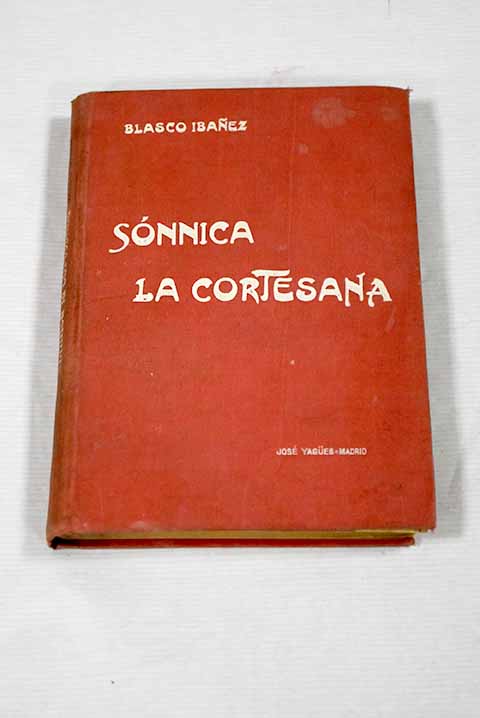 BLASCO IBAÑEZ
SÓNNICA
LA CORTESANA
JOSÉ YAGÜES-MADRID